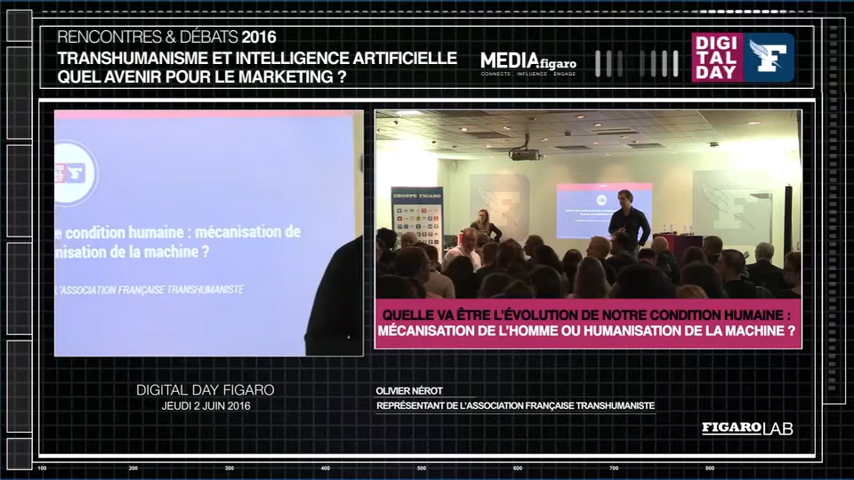 RENCONTRES & DÉBATS 2016
TRANSHUMANISME ET INTELLIGENCE ARTIFICIELLE
QUEL AVENIR POUR LE MARKETING ?
MEDIAfigaro
CONNECTE . INFLUENCE . ENGAGE
DIGI
TAL
DAY
F
e condition humaine : mécanisation de
nisation de la machine ?
L'ASSOCIATION FRANÇAISE TRANSHUMANISTE
GROUPE FIGARO
QUELLE VA ÊTRE L'ÉVOLUTION DE NOTRE CONDITION HUMAINE :
MÉCANISATION DE L'HOMME OU HUMANISATION DE LA MACHINE ?
DIGITAL DAY FIGARO
JEUDI 2 JUIN 2016
OLIVIER NÉROT
REPRÉSENTANT DE L'ASSOCIATION FRANÇAISE TRANSHUMANISTE
FIGAROLAB
100 200 300 400 500 600 700 800